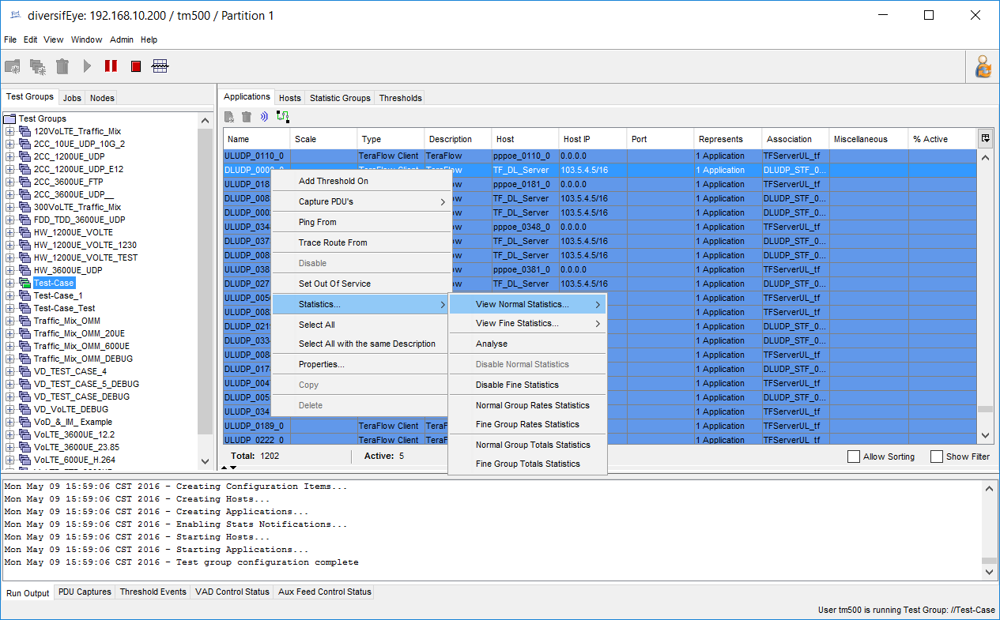 diversifEye: 192.168.10.200 / tm500 / Partition 1
File Edit View Window Admin Help
Test Groups Jobs Nodes
Test Groups
120VoLTE_Traffic_Mix
2CC_10UE_UDP_10G_2
2CC_1200UE_UDP
2CC_1200UE_UDP_E12
2CC_3600UE_FTP
2CC_3600UE_UDP__
300VoLTE_Traffic_Mix
FDD_TDD_3600UE_UDP
HW_1200UE_VOLTE
HW_1200UE_VOLTE_1230
HW_1200UE_VOLTE_TEST
HW_3600UE_UDP
Test-Case
Test-Case_1
Test-Case_Test
Traffic_Mix_OMM
Traffic_Mix_OMM_20UE
Traffic_Mix_OMM_600UE
Traffic_Mix_OMM_DEBUG
VD_TEST_CASE_4
VD_TEST_CASE_5_DEBUG
VD_TEST_CASE_DEBUG
VD_VoLTE_DEBUG
VoD_&_IM_ Example
VoLTE_3600UE_12.2
VoLTE_3600UE_23.85
VoLTE_600UE_H.264
Applications Hosts Statistic Groups Thresholds
Name Scale Type Description Host Host IP Port Represents Association Miscellaneous % Active
ULUDP_0110_0 TeraFlow Client TeraFlow pppoe_0110_0 0.0.0.0 1 Application TFServerUL_tf
DLUDP_0009_0 TeraFlow Client TeraFlow TF_DL_Server 103.5.4.5/16 1 Application DLUDP_STF_0...
ULUDP_018 ow pppoe_0181_0 0.0.0.0 1 Application TFServerUL_tf
DLUDP_008 ow TF_DL_Server 103.5.4.5/16 1 Application DLUDP_STF_0...
DLUDP_000 ow TF_DL_Server 103.5.4.5/16 1 Application DLUDP_STF_0...
ULUDP_034 ow pppoe_0348_0 0.0.0.0 1 Application TFServerUL_tf
DLUDP_037 ow TF_DL_Server 103.5.4.5/16 1 Application DLUDP_STF_0...
DLUDP_008 ow TF_DL_Server 103.5.4.5/16 1 Application DLUDP_STF_0...
ULUDP_038 ow pppoe_0381_0 0.0.0.0 1 Application TFServerUL_tf
DLUDP_027 ow TF_DL_Server 103.5.4.5/16 1 Application DLUDP_STF_0...
ULUDP_005 1 Application TFServerUL_tf
ULUDP_008 1 Application TFServerUL_tf
DLUDP_021 1 Application DLUDP_STF_0...
DLUDP_033 1 Application DLUDP_STF_0...
ULUDP_008 1 Application TFServerUL_tf
DLUDP_017 1 Application DLUDP_STF_0...
ULUDP_004 1 Application TFServerUL_tf
DLUDP_005 1 Application DLUDP_STF_0...
ULUDP_034 1 Application TFServerUL_tf
ULUDP_0189_0 TeraFlow Client TeraF 1 Application TFServerUL_tf
ULUDP_0222_0 TeraFlow Client TeraF 1 Application TFServerUL_tf
Add Threshold On
Capture PDU's
Ping From
Trace Route From
Disable
Set Out Of Service
Statistics...
Select All
Select All with the same Description
Properties...
Copy
Delete
View Normal Statistics...
View Fine Statistics...
Analyse
Disable Normal Statistics
Disable Fine Statistics
Normal Group Rates Statistics
Fine Group Rates Statistics
Normal Group Totals Statistics
Fine Group Totals Statistics
Total: 1202 Active: 5 Allow Sorting Show Filter
Mon May 09 15:59:06 CST 2016 - Creating Configuration Items...
Mon May 09 15:59:06 CST 2016 - Creating Hosts...
Mon May 09 15:59:06 CST 2016 - Creating Applications...
Mon May 09 15:59:06 CST 2016 - Enabling Stats Notifications...
Mon May 09 15:59:06 CST 2016 - Starting Hosts...
Mon May 09 15:59:06 CST 2016 - Starting Applications...
Mon May 09 15:59:06 CST 2016 - Test group configuration complete
Run Output PDU Captures Threshold Events VAD Control Status Aux Feed Control Status
User tm500 is running Test Group: //Test-Case